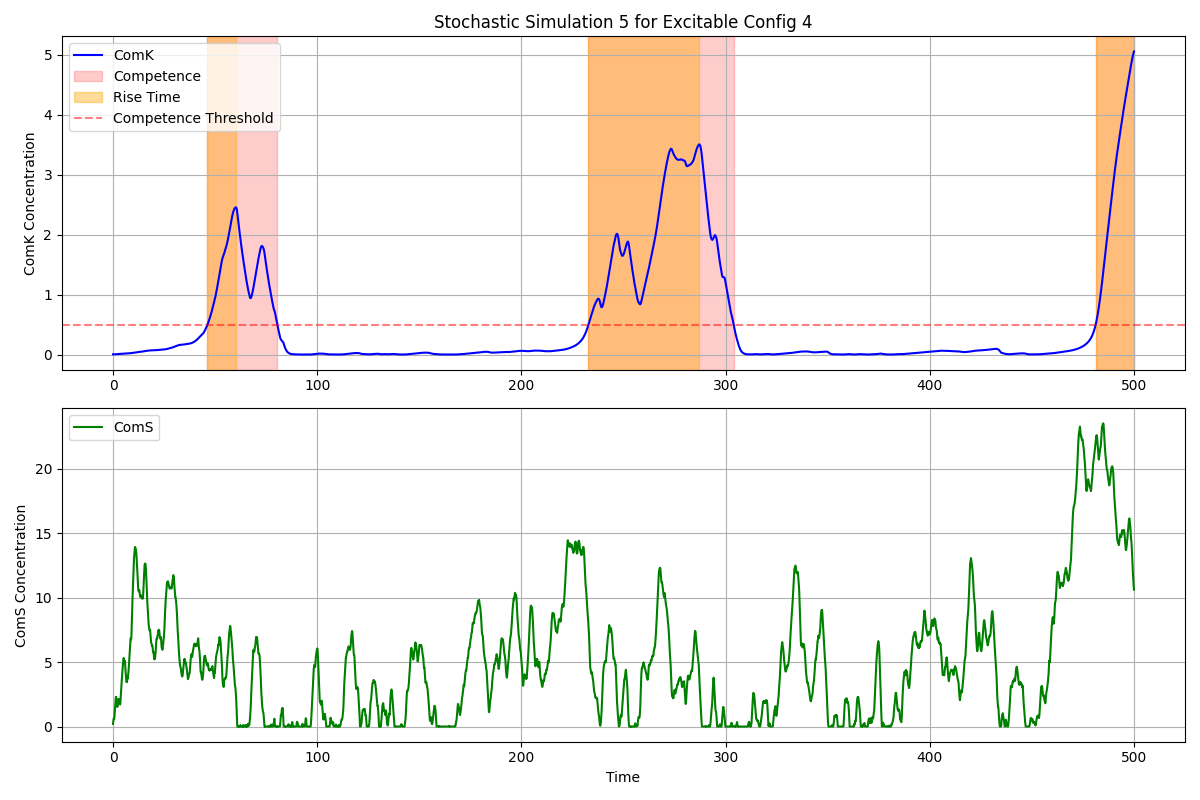 Stochastic Simulation 5 for Excitable Config 4
ComK
Competence
Rise Time
Competence Threshold
ComK Concentration
5
4
3
2
1
0
0 100 200 300 400 500
ComS
ComS Concentration
20
15
10
5
0
0 100 200 300 400 500
Time